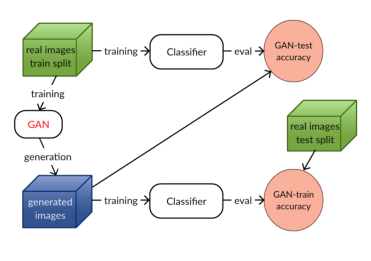 real images
train split
training
Classifier
eval
GAN-test
accuracy
training
GAN
generation
real images
test split
generated
images
training
Classifier
eval
GAN-train
accuracy